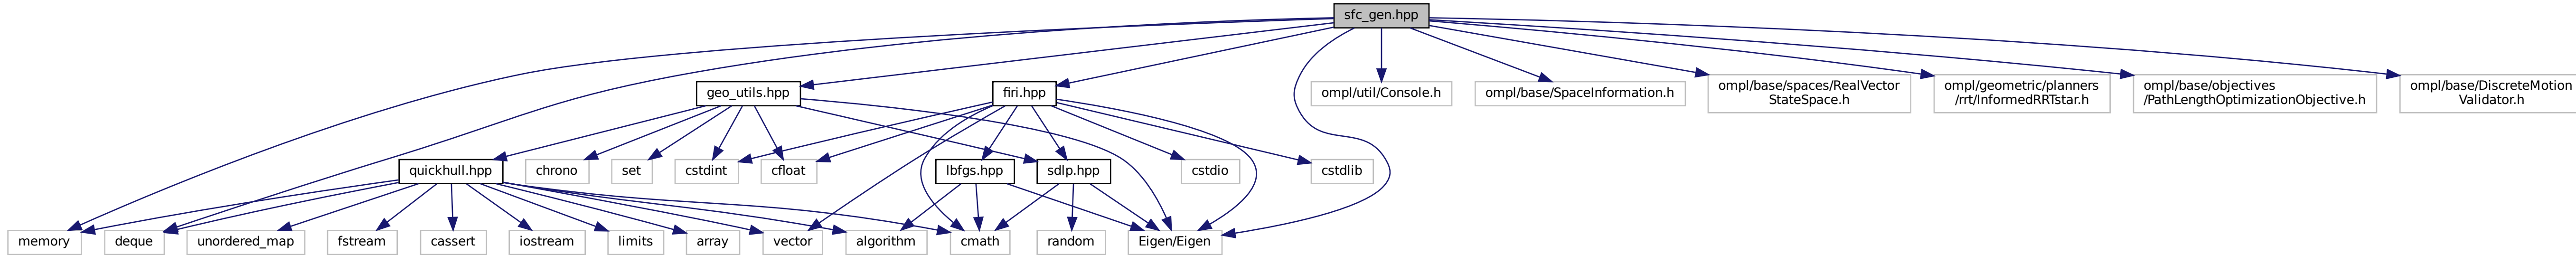 sfc_gen.hpp
geo_utils.hpp
firi.hpp
ompl/util/Console.h
ompl/base/SpaceInformation.h
ompl/base/spaces/RealVector
StateSpace.h
ompl/geometric/planners
/rrt/InformedRRTstar.h
ompl/base/objectives
/PathLengthOptimizationObjective.h
ompl/base/DiscreteMotion
Validator.h
quickhull.hpp
chrono
set
cstdint
cfloat
lbfgs.hpp
sdlp.hpp
cstdio
cstdlib
memory
deque
unordered_map
fstream
cassert
iostream
limits
array
vector
algorithm
cmath
random
Eigen/Eigen